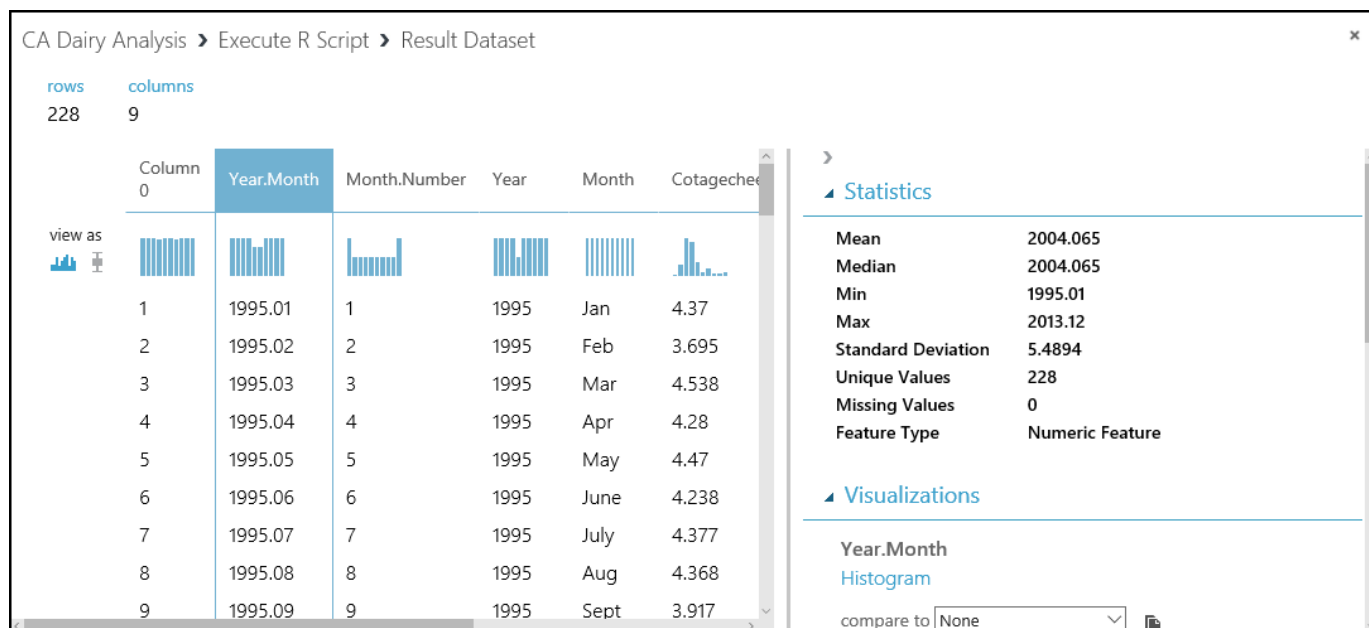 CA Dairy Analysis > Execute R Script > Result Dataset
rows columns
228 9
Column 0 Year.Month Month.Number Year Month Cotagechee
view as
1 1995.01 1 1995 Jan 4.37
2 1995.02 2 1995 Feb 3.695
3 1995.03 3 1995 Mar 4.538
4 1995.04 4 1995 Apr 4.28
5 1995.05 5 1995 May 4.47
6 1995.06 6 1995 June 4.238
7 1995.07 7 1995 July 4.377
8 1995.08 8 1995 Aug 4.368
9 1995.09 9 1995 Sept 3.917
Statistics
Mean 2004.065
Median 2004.065
Min 1995.01
Max 2013.12
Standard Deviation 5.4894
Unique Values 228
Missing Values 0
Feature Type Numeric Feature
Visualizations
Year.Month
Histogram
compare to None